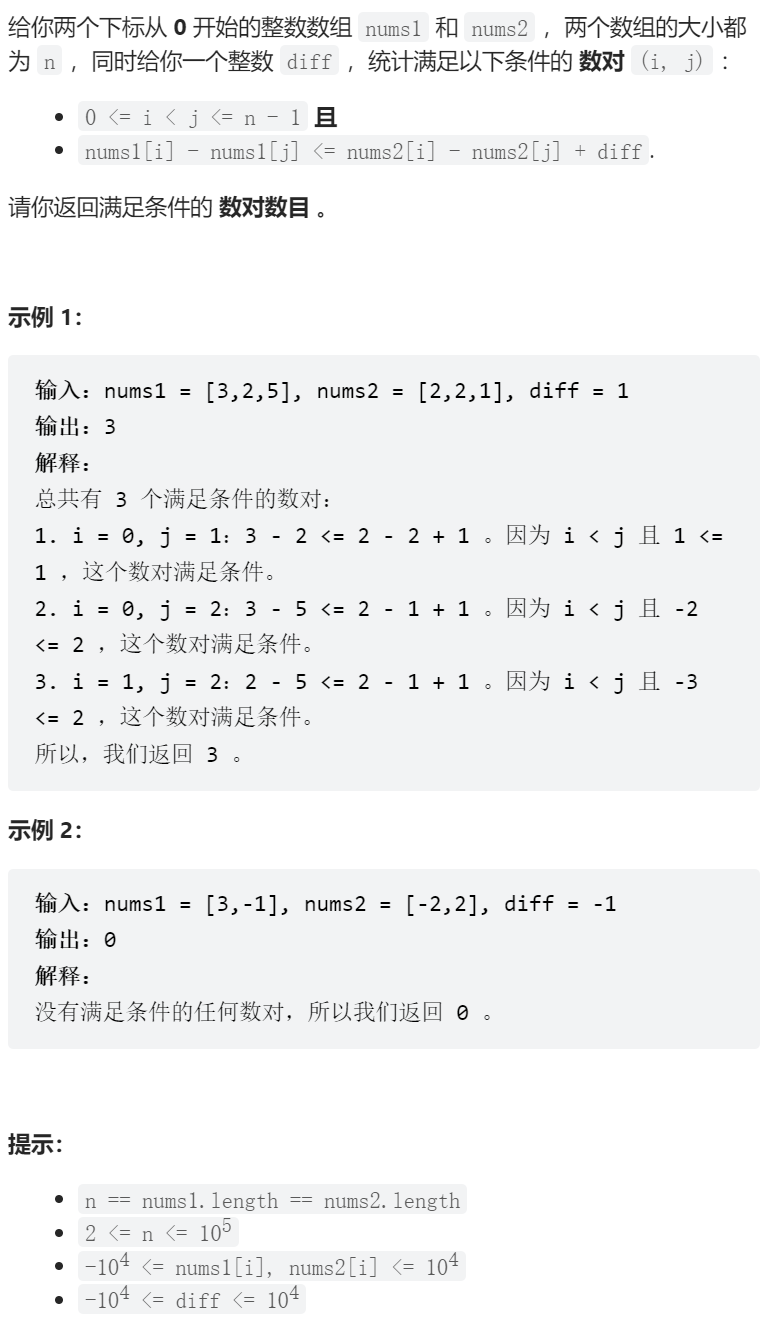 给你两个下标从 0 开始的整数数组 nums1 和 nums2 ，两个数组的大小都
为 n ，同时给你一个整数 diff ，统计满足以下条件的 数对 (i, j) ：
• 0 <= i < j <= n - 1 且
• nums1[i] - nums1[j] <= nums2[i] - nums2[j] + diff.
请你返回满足条件的 数对数目 。
示例 1：
输入：nums1 = [3,2,5], nums2 = [2,2,1], diff = 1
输出：3
解释：
总共有 3 个满足条件的数对：
1. i = 0, j = 1：3 - 2 <= 2 - 2 + 1 。因为 i < j 且 1 <=
1 ，这个数对满足条件。
2. i = 0, j = 2：3 - 5 <= 2 - 1 + 1 。因为 i < j 且 -2
<= 2 ，这个数对满足条件。
3. i = 1, j = 2：2 - 5 <= 2 - 1 + 1 。因为 i < j 且 -3
<= 2 ，这个数对满足条件。
所以，我们返回 3 。
示例 2：
输入：nums1 = [3,-1], nums2 = [-2,2], diff = -1
输出：0
解释：
没有满足条件的任何数对，所以我们返回 0 。
提示：
• n == nums1.length == nums2.length
• 2 <= n <= 10⁵
• -10⁴ <= nums1[i], nums2[i] <= 10⁴
• -10⁴ <= diff <= 10⁴